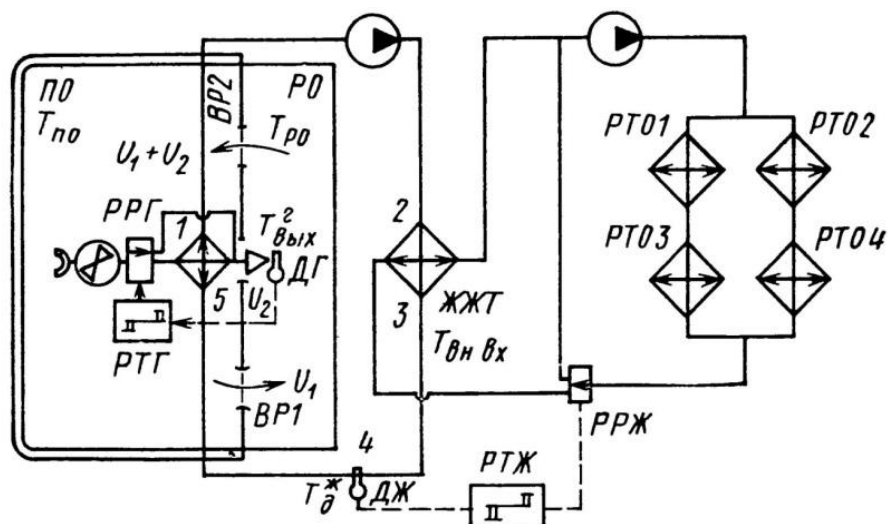 ПО
T по
РО
ВР2
T ро
U₁ + U₂
РРГ
1
T г вых
ДГ
5
U₂
РТГ
U₁
ВР1
2
3
ЖЖТ
T вн вх
4
T ж д
ДЖ
РТЖ
РРЖ
РТО1
РТО2
РТО3
РТО4